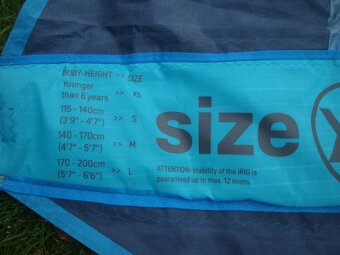 BODY-HEIGHT >> SIZE
Younger
than 6 years >> XS
115 - 140cm
(3'9" - 4'7") >> S
140 - 170cm
(4'7" - 5'7") >> M
170 - 200cm
(5'7" - 6'6") >> L
size
ATTENTION: stability of the IRIG is
guaranteed up to max. 12 knots